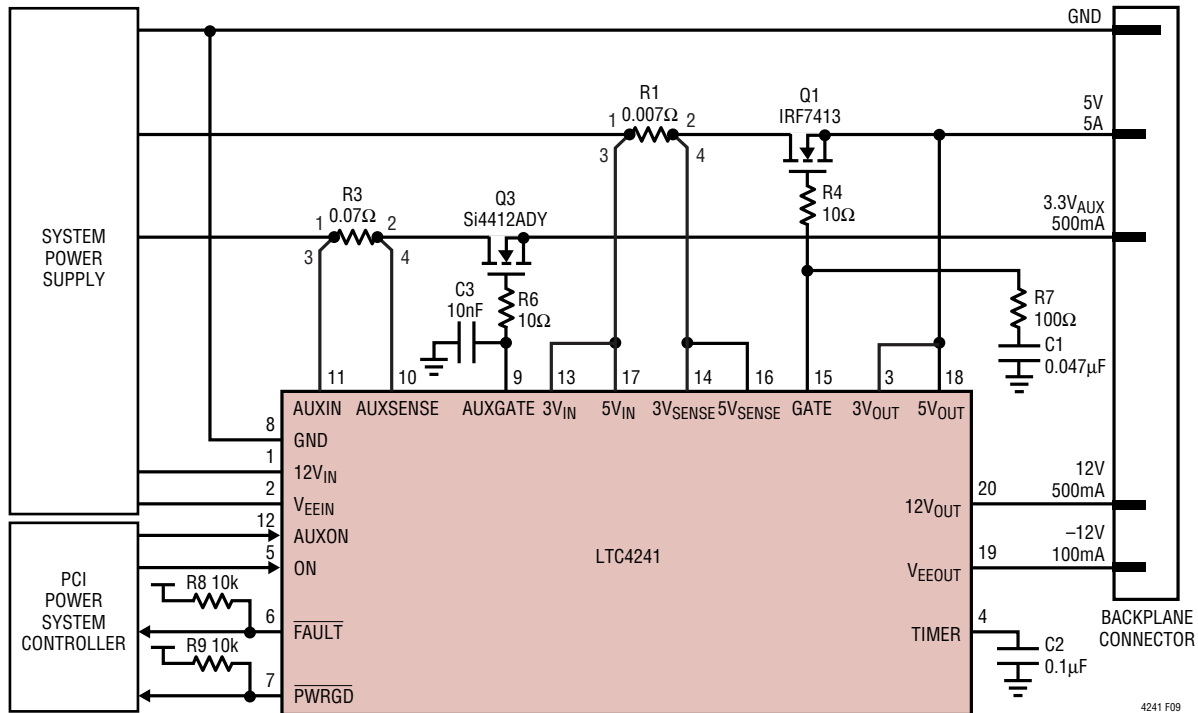 GND
R1
0.007Ω
Q1
IRF7413
5V
5A
1
2
3
4
R4
10Ω
R3
0.07Ω
Q3
Si4412ADY
3.3VAUX
500mA
1
2
3
4
SYSTEM
POWER
SUPPLY
C3
10nF
R6
10Ω
R7
100Ω
C1
0.047µF
11
10
9
13
17
14
16
15
3
18
AUXIN
AUXSENSE
AUXGATE
3VIN
5VIN
3VSENSE
5VSENSE
GATE
3VOUT
5VOUT
8
GND
1
12VIN
2
VEEIN
12
AUXON
5
ON
PCI
POWER
SYSTEM
CONTROLLER
R8 10k
6
FAULT
R9 10k
7
PWRGD
LTC4241
12VOUT
20
12V
500mA
VEEOUT
19
–12V
100mA
TIMER
4
C2
0.1µF
BACKPLANE
CONNECTOR
4241 F09